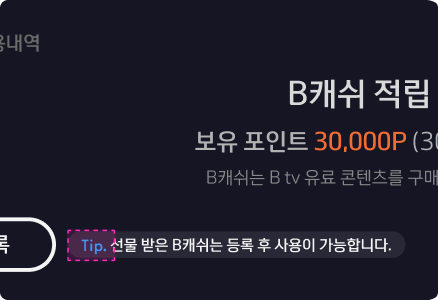 용내역
B캐쉬 적립
보유 포인트 30,000P (30
B캐쉬는 B tv 유료 콘텐츠를 구매
록
Tip. 선물 받은 B캐쉬는 등록 후 사용이 가능합니다.